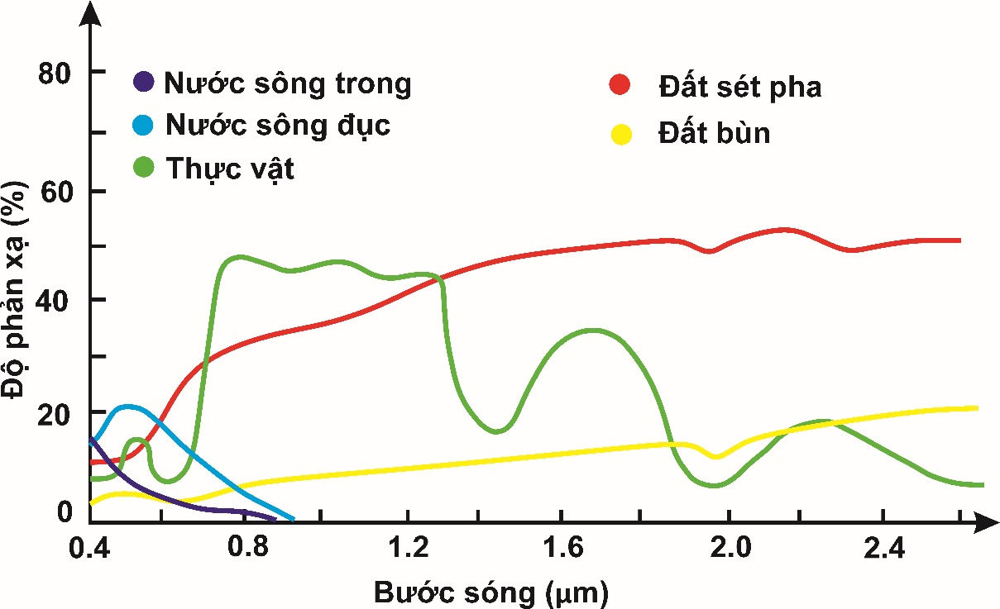 80
60
40
20
0
Độ phản xạ (%)
Nước sông trong
Nước sông đục
Thực vật
Đất sét pha
Đất bùn
0.4 0.8 1.2 1.6 2.0 2.4
Bước sóng (µm)